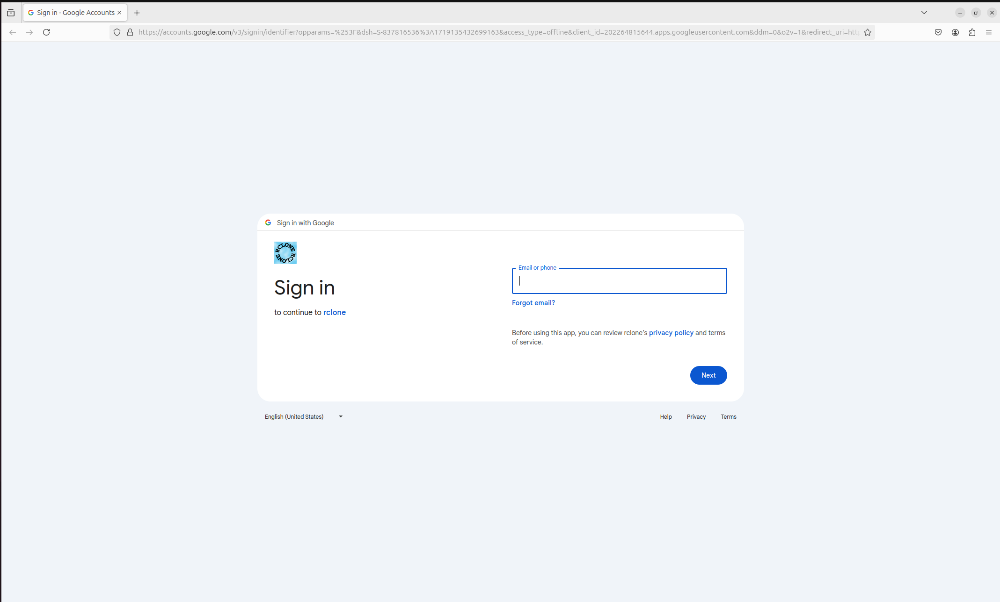 Sign in - Google Accounts
https://accounts.google.com/v3/signin/identifier?opparams=%253F&dsh=S-837816536%3A1719135432699163&access_type=offline&client_id=202264815644.apps.googleusercontent.com&ddm=0&o2v=1&redirect_uri=http
Sign in with Google
RCLONE RCLONE
Sign in
to continue to rclone
Email or phone
Forgot email?
Before using this app, you can review rclone’s privacy policy and terms
of service.
Next
English (United States)
Help Privacy Terms